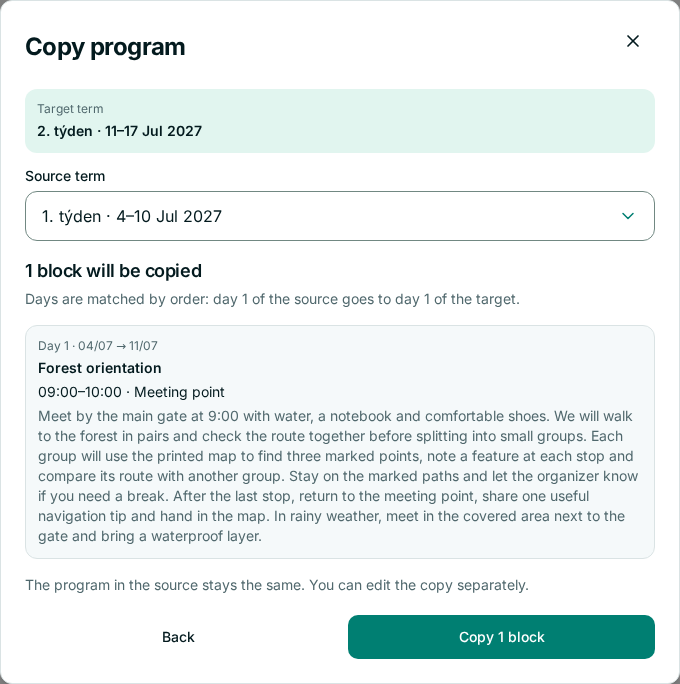 Copy program
Target term
2. týden · 11–17 Jul 2027
Source term
1. týden · 4–10 Jul 2027
1 block will be copied
Days are matched by order: day 1 of the source goes to day 1 of the target.
Day 1 · 04/07 → 11/07
Forest orientation
09:00–10:00 · Meeting point
Meet by the main gate at 9:00 with water, a notebook and comfortable shoes. We will walk
to the forest in pairs and check the route together before splitting into small groups. Each
group will use the printed map to find three marked points, note a feature at each stop and
compare its route with another group. Stay on the marked paths and let the organizer know
if you need a break. After the last stop, return to the meeting point, share one useful
navigation tip and hand in the map. In rainy weather, meet in the covered area next to the
gate and bring a waterproof layer.
The program in the source stays the same. You can edit the copy separately.
Back
Copy 1 block